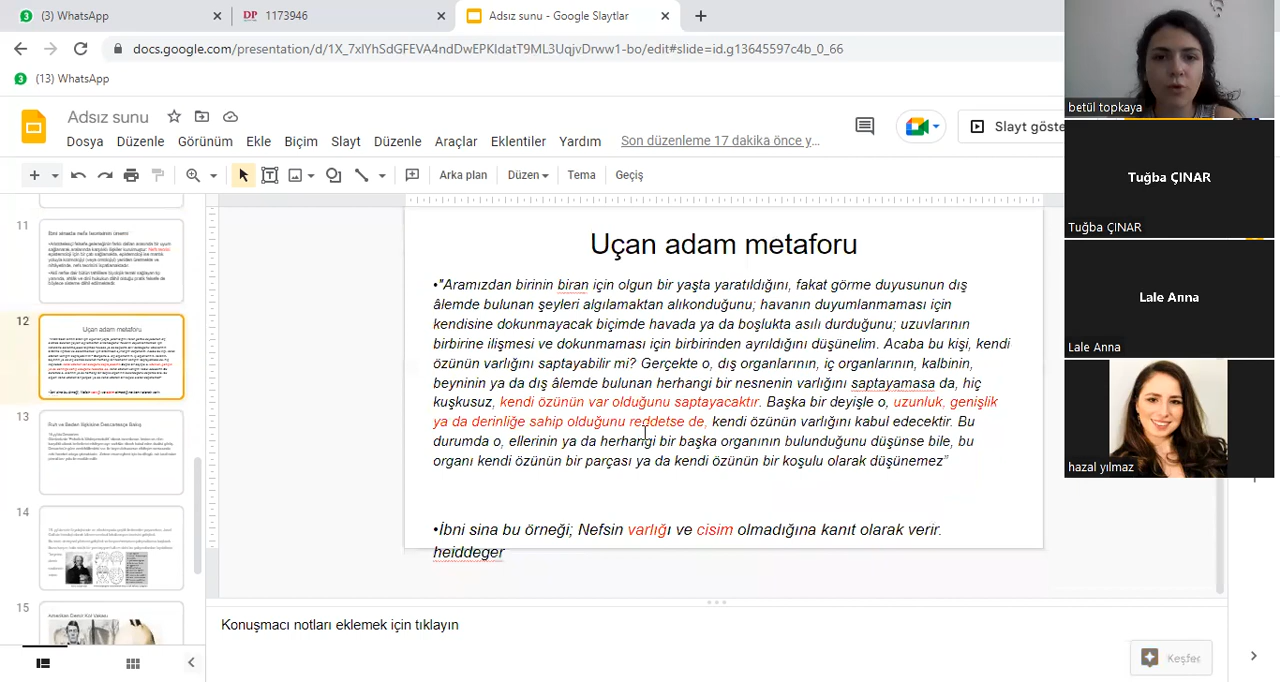 (3) WhatsApp
DP 1173946
Adsız sunu - Google Slaytlar
docs.google.com/presentation/d/1X_7xlYhSdGFEVA4ndDwEPKIdatT9ML3UqjvDrww1-bo/edit#slide=id.g13645597c4b_0_66
(13) WhatsApp
Adsız sunu
Dosya Düzenle Görünüm Ekle Biçim Slayt Düzenle Araçlar Eklentiler Yardım Son düzenleme 17 dakika önce y...
Slayt göste
Arka plan Düzen Tema Geçiş
11
12
Uçan adam metaforu
13
14
15
Uçan adam metaforu
•"Aramızdan birinin biran için olgun bir yaşta yaratıldığını, fakat görme duyusunun dış
âlemde bulunan şeyleri algılamaktan alıkonduğunu; havanın duyumlanmaması için
kendisine dokunmayacak biçimde havada ya da boşlukta asılı durduğunu; uzuvlarının
birbirine ilişmesi ve dokunmaması için birbirinden ayrıldığını düşünelim. Acaba bu kişi, kendi
özünün varlığını saptayabilir mi? Gerçekte o, dış uzuvlarının, iç organlarının, kalbinin,
beyninin ya da dış âlemde bulunan herhangi bir nesnenin varlığını saptayamasa da, hiç
kuşkusuz, kendi özünün var olduğunu saptayacaktır. Başka bir deyişle o, uzunluk, genişlik
ya da derinliğe sahip olduğunu reddetse de, kendi özünün varlığını kabul edecektir. Bu
durumda o, ellerinin ya da herhangi bir başka organının bulunduğunu düşünse bile, bu
organı kendi özünün bir parçası ya da kendi özünün bir koşulu olarak düşünemez”
•İbni sina bu örneği; Nefsin varlığı ve cisim olmadığına kanıt olarak verir.
heiddeger
Konuşmacı notları eklemek için tıklayın
Keşfet
betül topkaya
Tuğba ÇINAR
Tuğba ÇINAR
Lale Anna
Lale Anna
hazal yılmaz